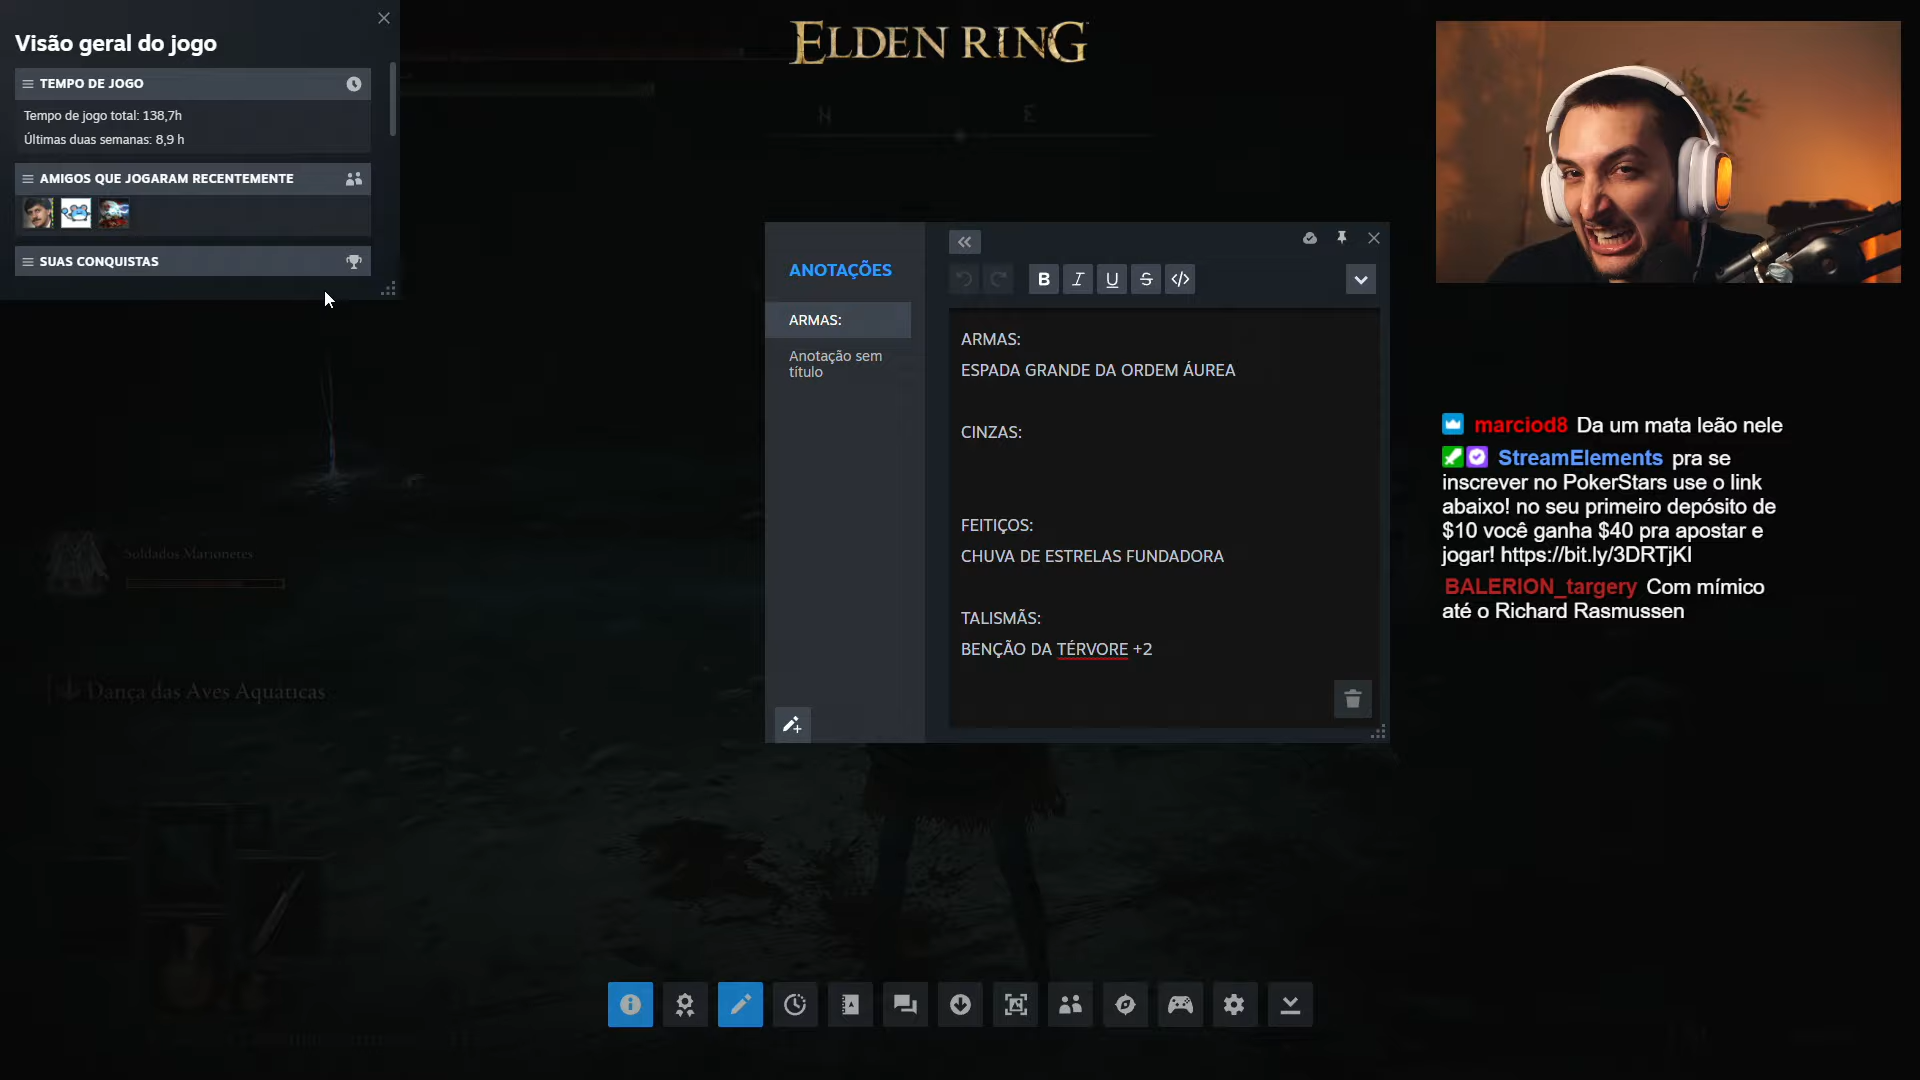 Visão geral do jogo
TEMPO DE JOGO
Tempo de jogo total: 138,7h
Últimas duas semanas: 8,9 h
AMIGOS QUE JOGARAM RECENTEMENTE
SUAS CONQUISTAS
ELDEN RING
N
E
ANOTAÇÕES
ARMAS:
Anotação sem
título
B I U S </>
ARMAS:
ESPADA GRANDE DA ORDEM ÁUREA
CINZAS:
FEITIÇOS:
CHUVA DE ESTRELAS FUNDADORA
TALISMÃS:
BENÇÃO DA TÉRVORE +2
Soldados Marionetes
Dança das Aves Aquáticas
marciod8 Da um mata leão nele
StreamElements pra se
inscrever no PokerStars use o link
abaixo! no seu primeiro depósito de
$10 você ganha $40 pra apostar e
jogar! https://bit.ly/3DRTjKl
BALERION_targery Com mímico
até o Richard Rasmussen